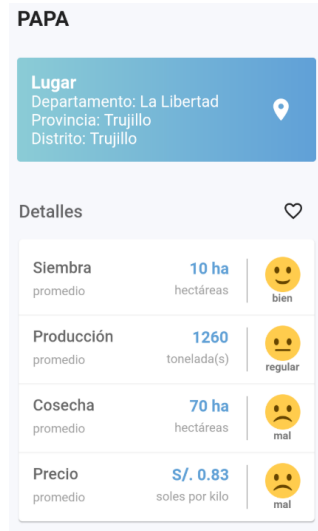 PAPA
Lugar
Departamento: La Libertad
Provincia: Trujillo
Distrito: Trujillo
Detalles
Siembra
promedio
10 ha
hectáreas
bien
Producción
promedio
1260
tonelada(s)
regular
Cosecha
promedio
70 ha
hectáreas
mal
Precio
promedio
S/. 0.83
soles por kilo
mal